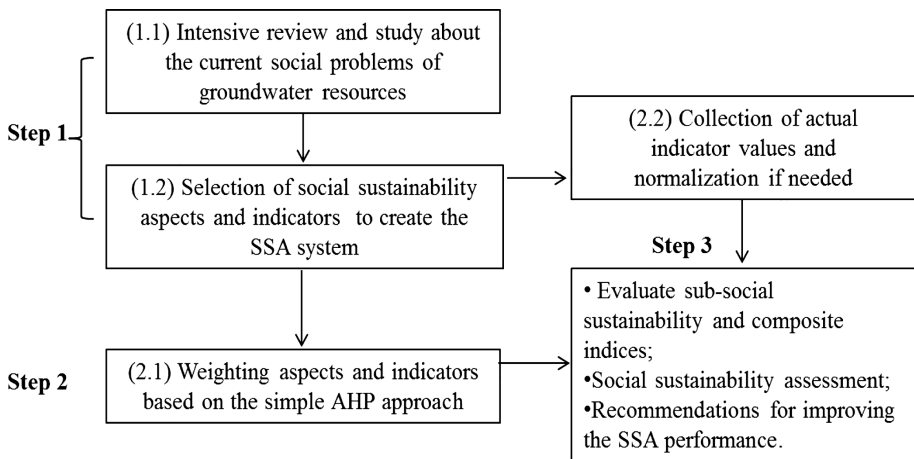 (1.1) Intensive review and study about
the current social problems of
groundwater resources
Step 1
(1.2) Selection of social sustainability
aspects and indicators to create the
SSA system
(2.2) Collection of actual
indicator values and
normalization if needed
Step 2
(2.1) Weighting aspects and indicators
based on the simple AHP approach
Step 3
• Evaluate sub-social
sustainability and composite
indices;
•Social sustainability assessment;
•Recommendations for improving
the SSA performance.